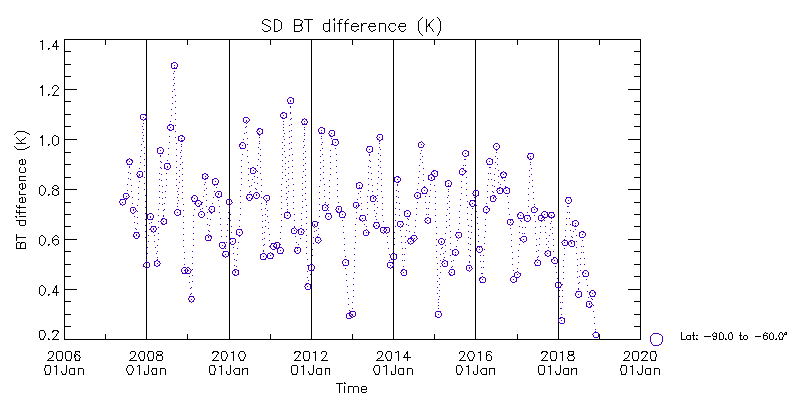 SD BT difference (K)
1.4
1.2
1.0
0.8
0.6
0.4
0.2
BT difference (K)
2006 2008 2010 2012 2014 2016 2018 2020
01Jan 01Jan 01Jan 01Jan 01Jan 01Jan 01Jan 01Jan
Time
Lat: −90.0 to −60.0°